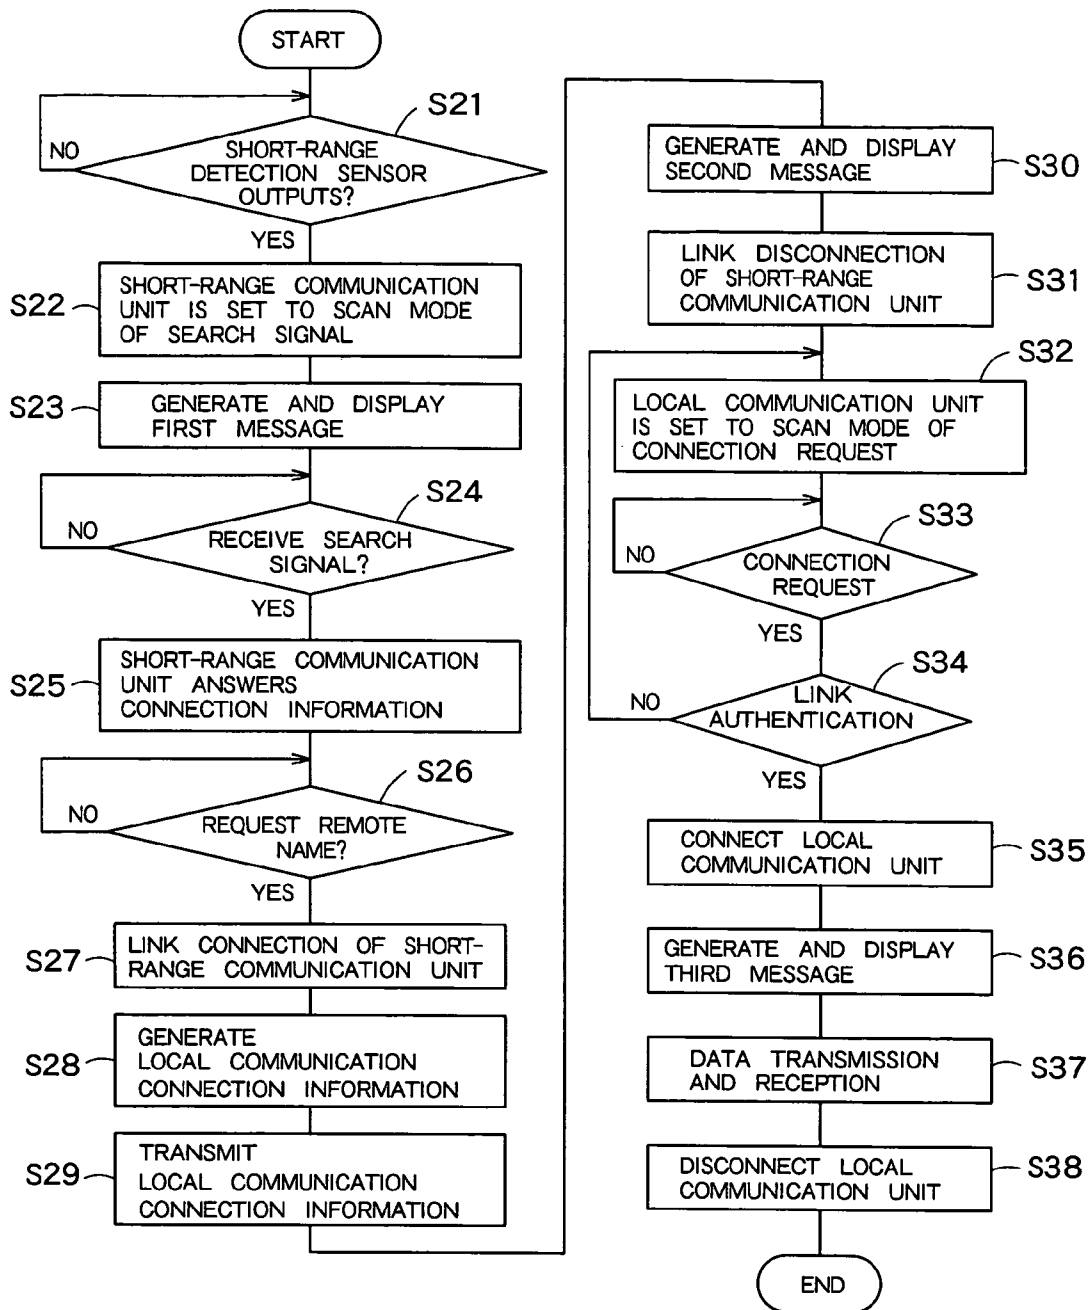 START
S21
NO
SHORT-RANGE
DETECTION SENSOR
OUTPUTS?
YES
S22
SHORT-RANGE COMMUNICATION
UNIT IS SET TO SCAN MODE
OF SEARCH SIGNAL
S23
GENERATE AND DISPLAY
FIRST MESSAGE
S24
NO
RECEIVE SEARCH
SIGNAL?
YES
S25
SHORT-RANGE COMMUNICATION
UNIT ANSWERS
CONNECTION INFORMATION
S26
NO
REQUEST REMOTE
NAME?
YES
S27
LINK CONNECTION OF SHORT-
RANGE COMMUNICATION UNIT
S28
GENERATE
LOCAL COMMUNICATION
CONNECTION INFORMATION
S29
TRANSMIT
LOCAL COMMUNICATION
CONNECTION INFORMATION
GENERATE AND DISPLAY
SECOND MESSAGE
S30
LINK DISCONNECTION
OF SHORT-RANGE
COMMUNICATION UNIT
S31
S32
LOCAL COMMUNICATION UNIT
IS SET TO SCAN MODE OF
CONNECTION REQUEST
S33
NO
CONNECTION
REQUEST
YES
S34
NO
LINK
AUTHENTICATION
YES
CONNECT LOCAL
COMMUNICATION UNIT
S35
GENERATE AND DISPLAY
THIRD MESSAGE
S36
DATA TRANSMISSION
AND RECEPTION
S37
DISCONNECT LOCAL
COMMUNICATION UNIT
S38
END